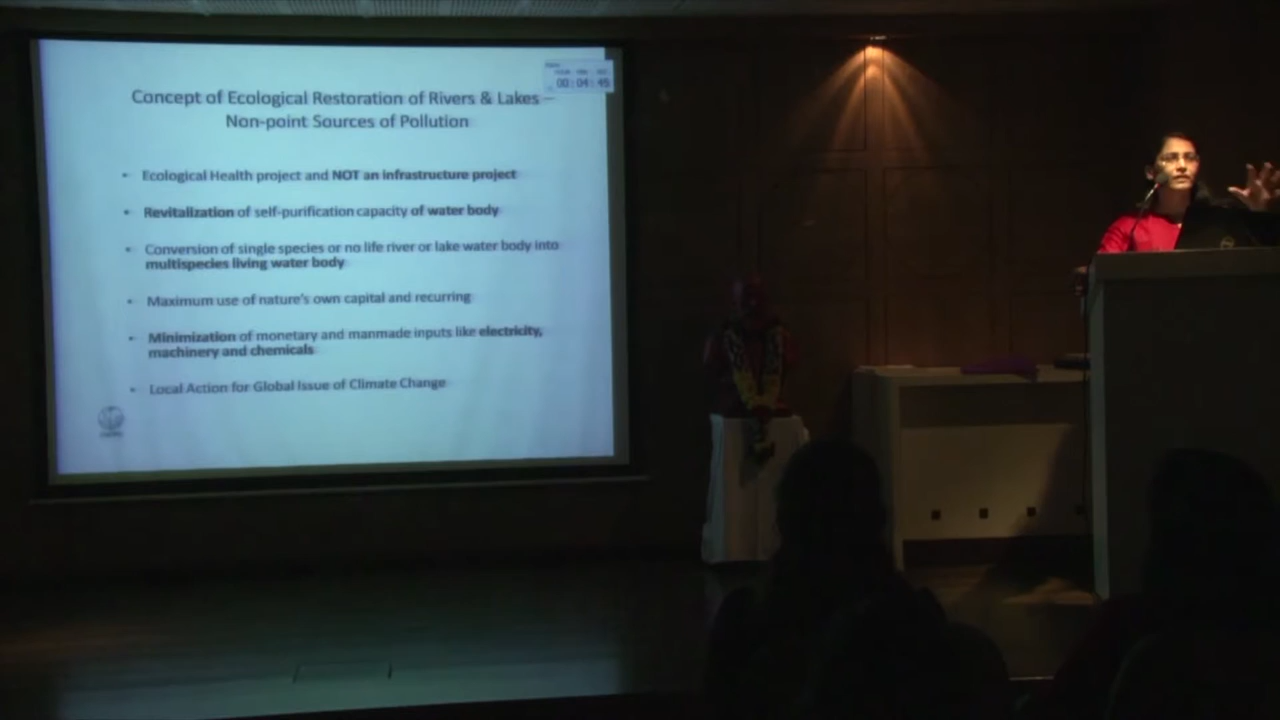 00:04:45
Concept of Ecological Restoration of Rivers & Lakes –
Non-point Sources of Pollution
• Ecological Health project and NOT an infrastructure project
• Revitalization of self-purification capacity of water body
• Conversion of single species or no life river or lake water body into
multispecies living water body
• Maximum use of nature's own capital and recurring
• Minimization of monetary and manmade inputs like electricity,
machinery and chemicals
• Local Action for Global Issue of Climate Change